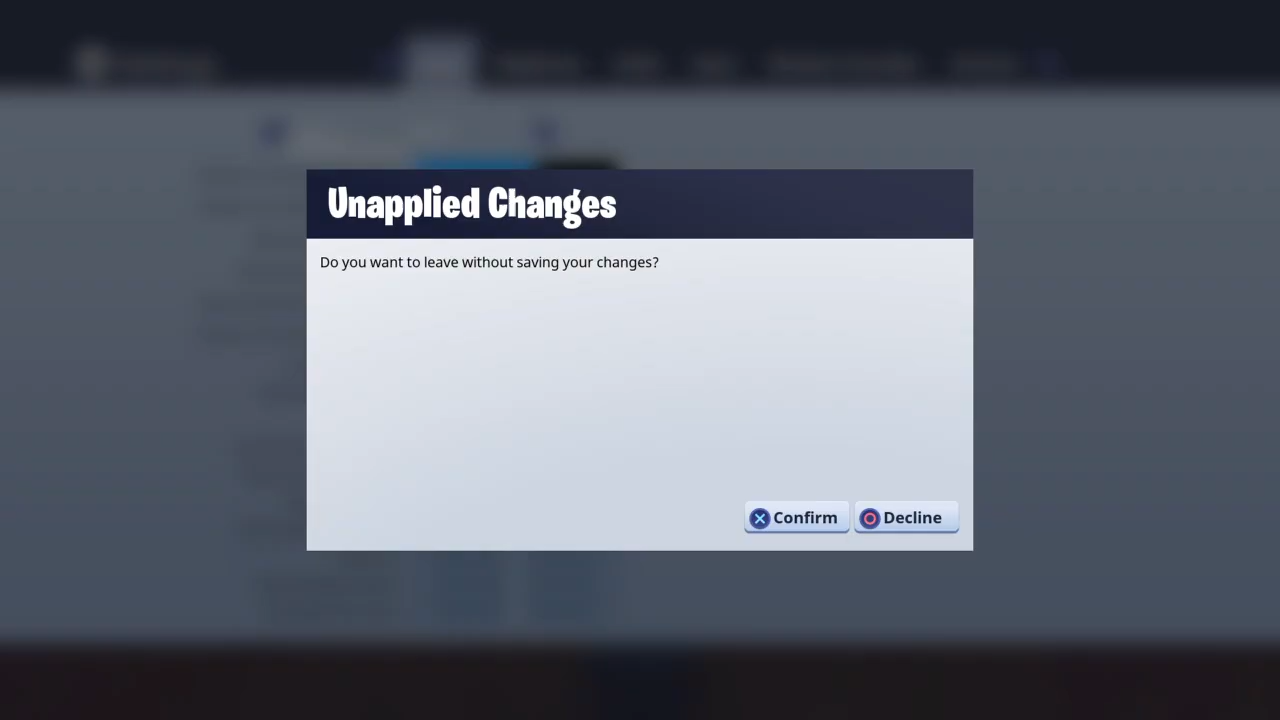 Unapplied Changes
Do you want to leave without saving your changes?
Confirm
Decline